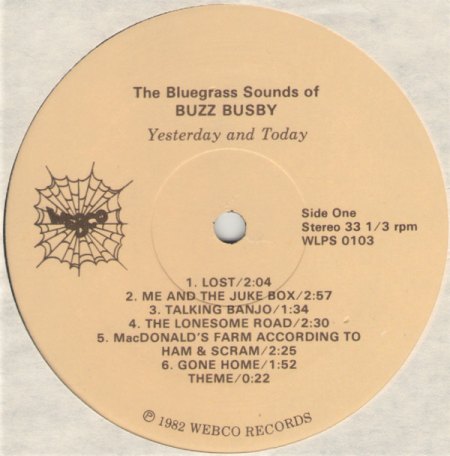 The Bluegrass Sounds of
BUZZ BUSBY
Yesterday and Today
Webco
Side One
Stereo 33 1/3 rpm
WLPS 0103
1. LOST/2:04
2. ME AND THE JUKE BOX/2:57
3. TALKING BANJO/1:34
4. THE LONESOME ROAD/2:30
5. MacDONALD'S FARM ACCORDING TO
HAM & SCRAM/2:25
6. GONE HOME/1:52
THEME/0:22
Ⓟ 1982 WEBCO RECORDS